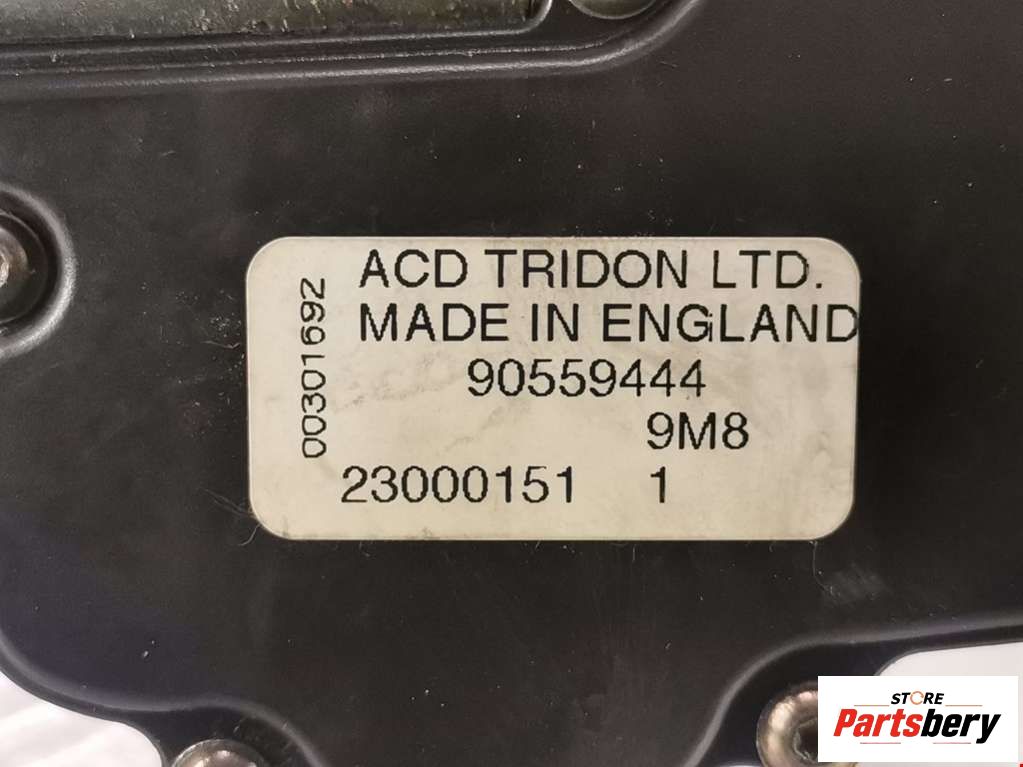 ACD TRIDON LTD.
MADE IN ENGLAND
90559444
9M8
23000151 1
00301692
STORE
Partsbery